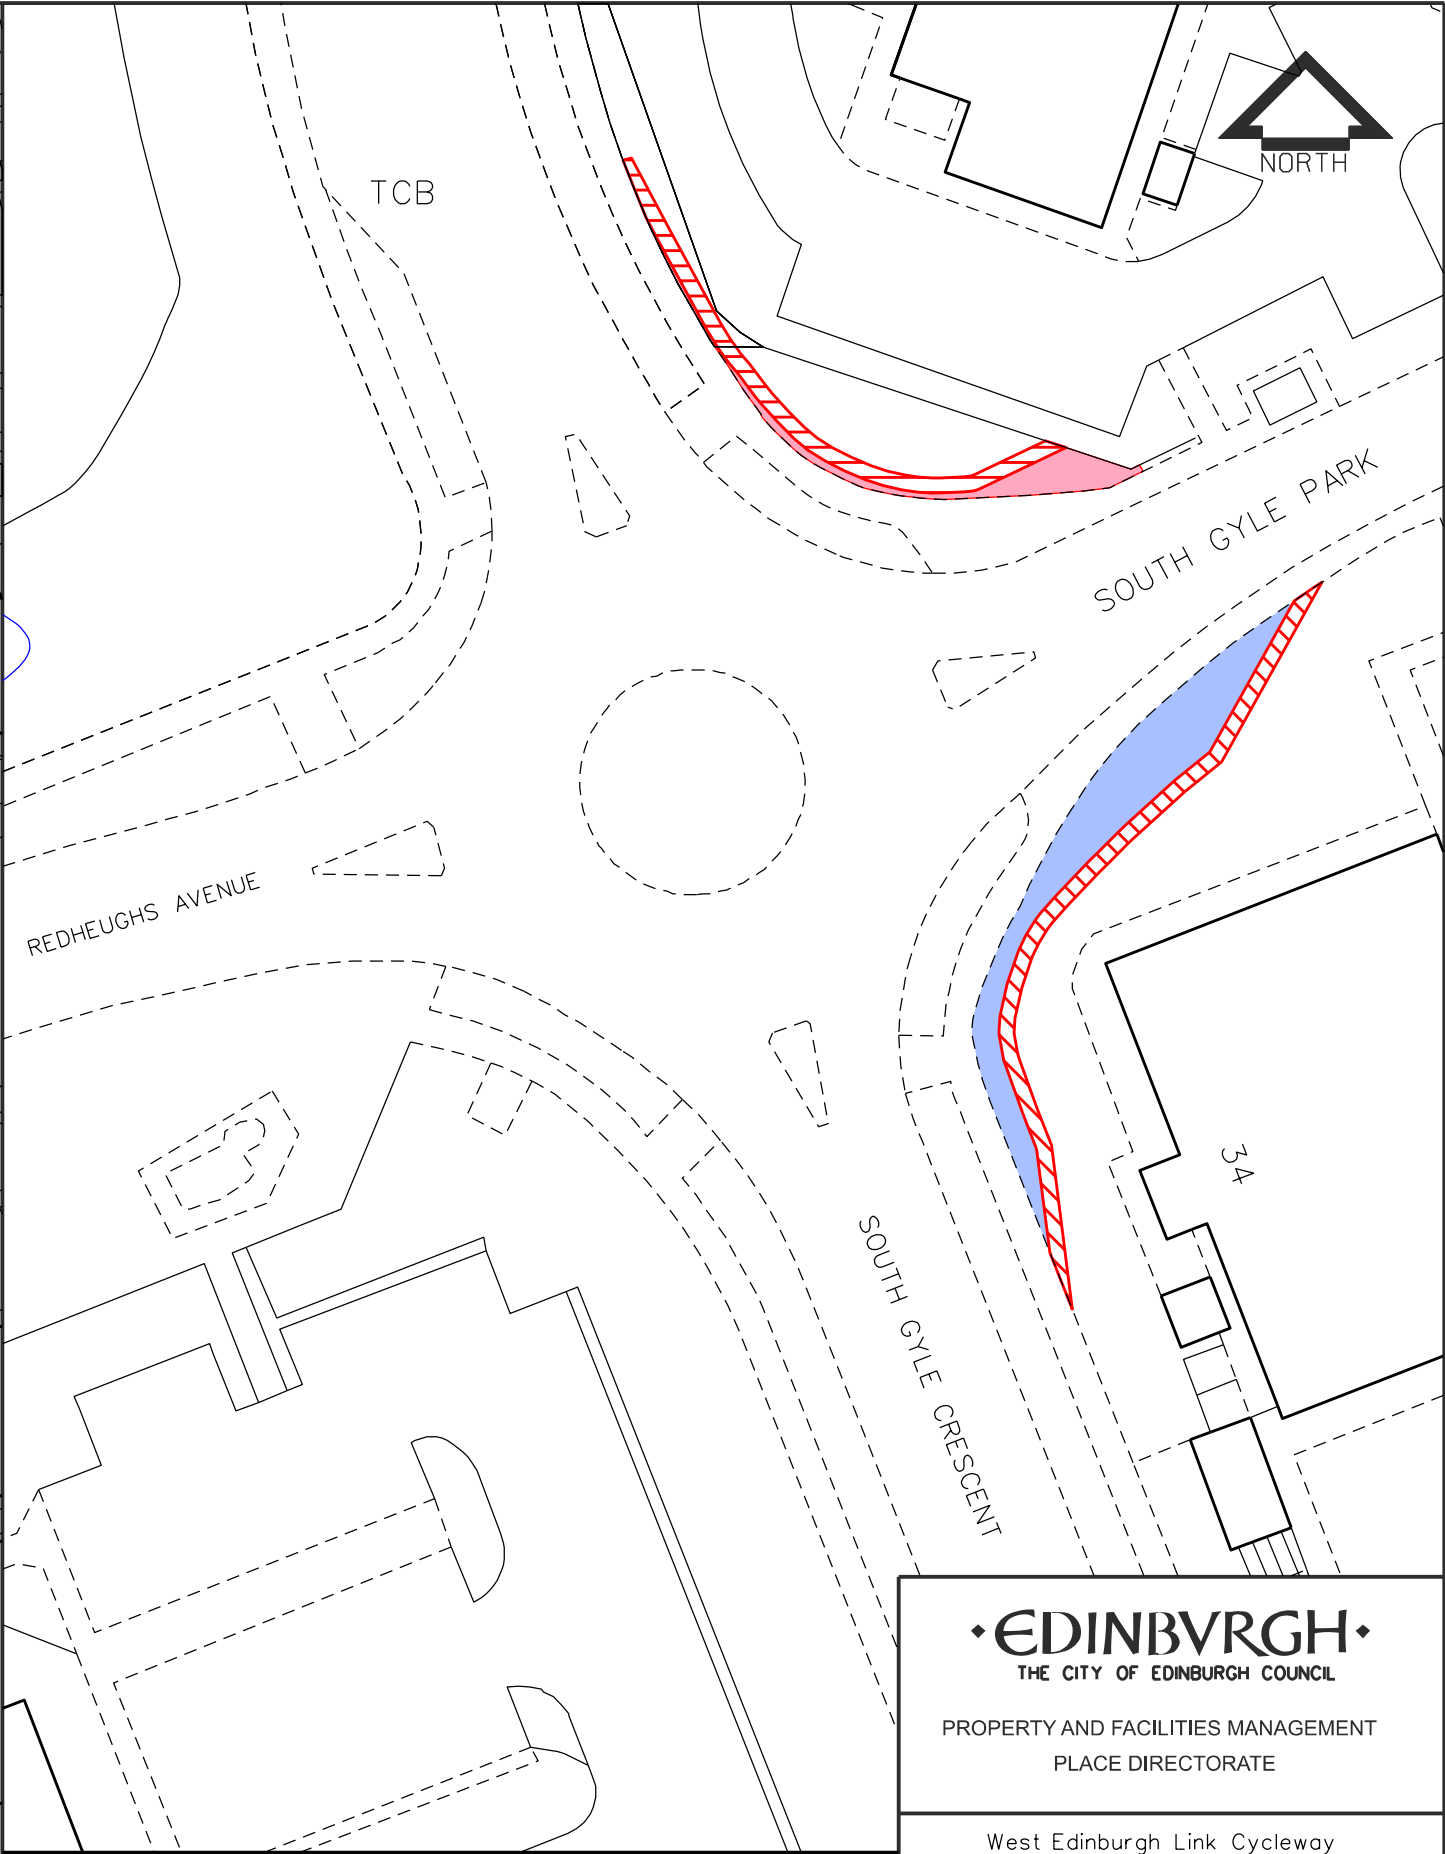 TCB
NORTH
SOUTH GYLE PARK
REDHEUGHS AVENUE
34
SOUTH GYLE CRESCENT
·EDINBVRGH·
THE CITY OF EDINBURGH COUNCIL
PROPERTY AND FACILITIES MANAGEMENT
PLACE DIRECTORATE
West Edinburgh Link Cycleway